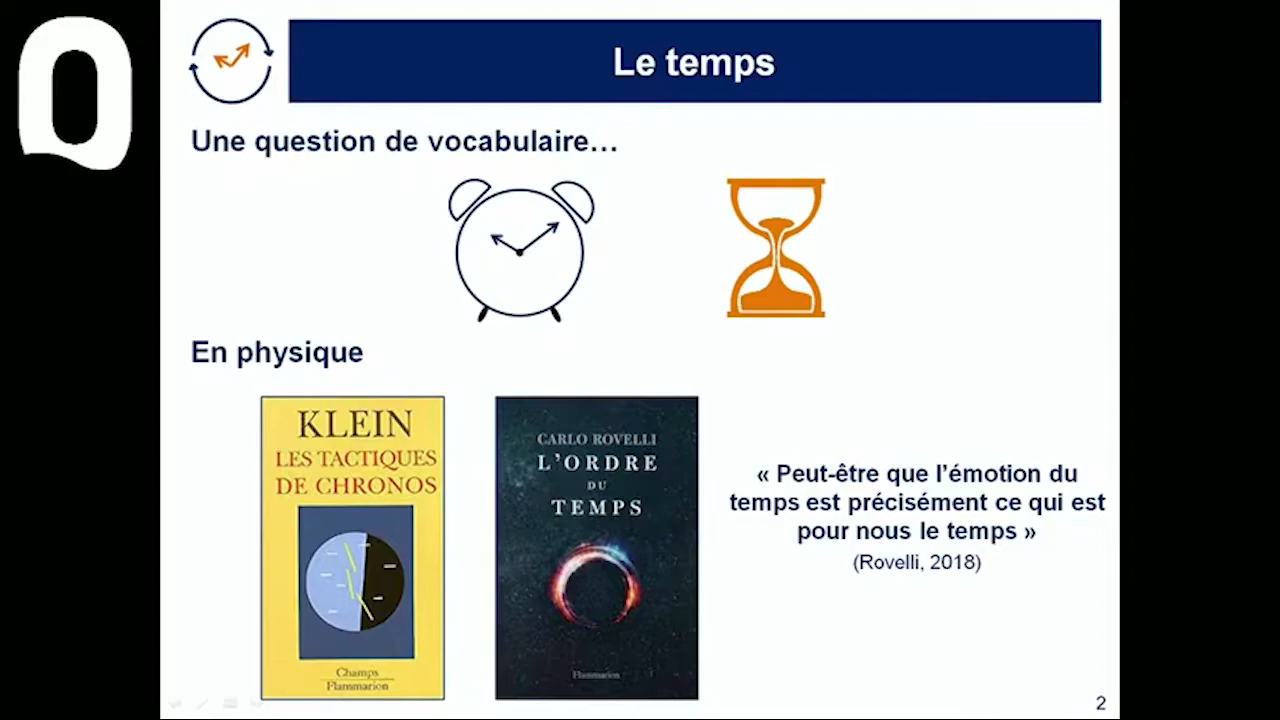 Le temps
Une question de vocabulaire…
En physique
KLEIN
LES TACTIQUES
DE CHRONOS
Champs
Flammarion
CARLO ROVELLI
L'ORDRE
DU
TEMPS
Flammarion
« Peut-être que l'émotion du
temps est précisément ce qui est
pour nous le temps »
(Rovelli, 2018)
2